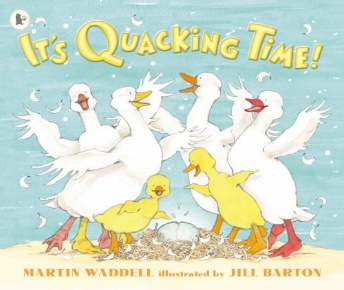 IT'S QUACKING TIME!
MARTIN WADDELL illustrated by JILL BARTON